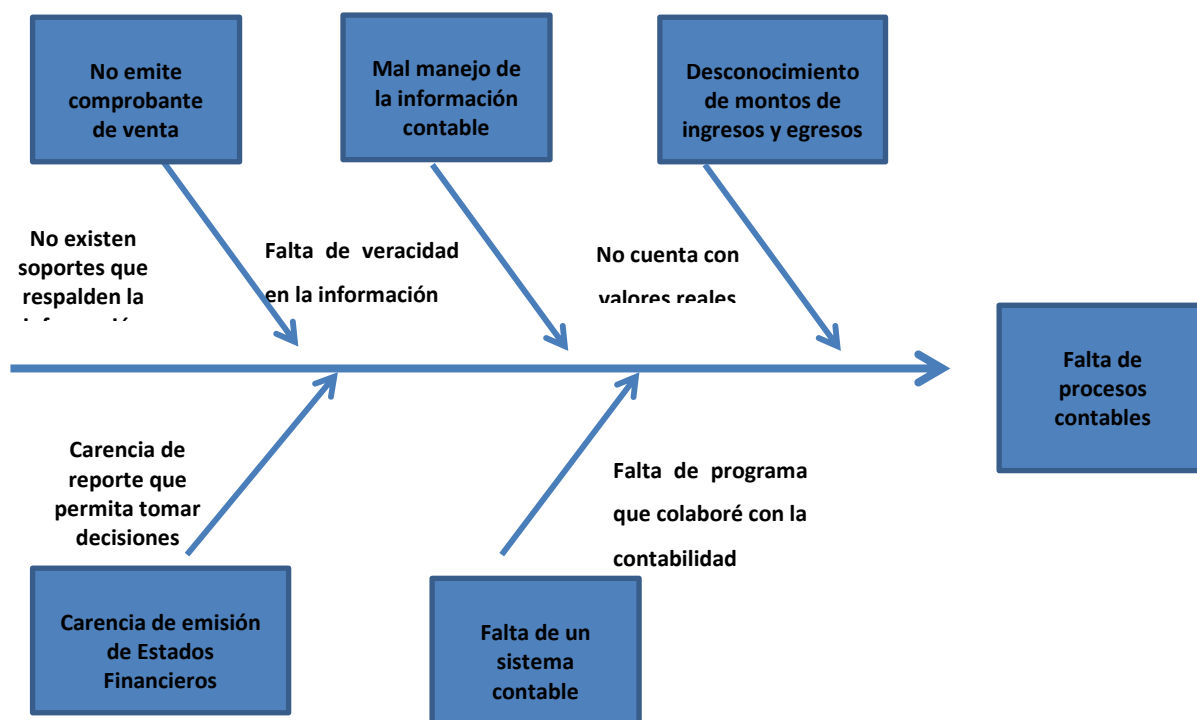 No emite
comprobante
de venta
Mal manejo de
la información
contable
Desconocimiento
de montos de
ingresos y egresos
No existen
soportes que
respalden la
Falta de veracidad
en la información
No cuenta con
valores reales
Falta de
procesos
contables
Carencia de
reporte que
permita tomar
decisiones
Falta de programa
que colaboré con la
contabilidad
Carencia de emisión
de Estados
Financieros
Falta de un
sistema
contable